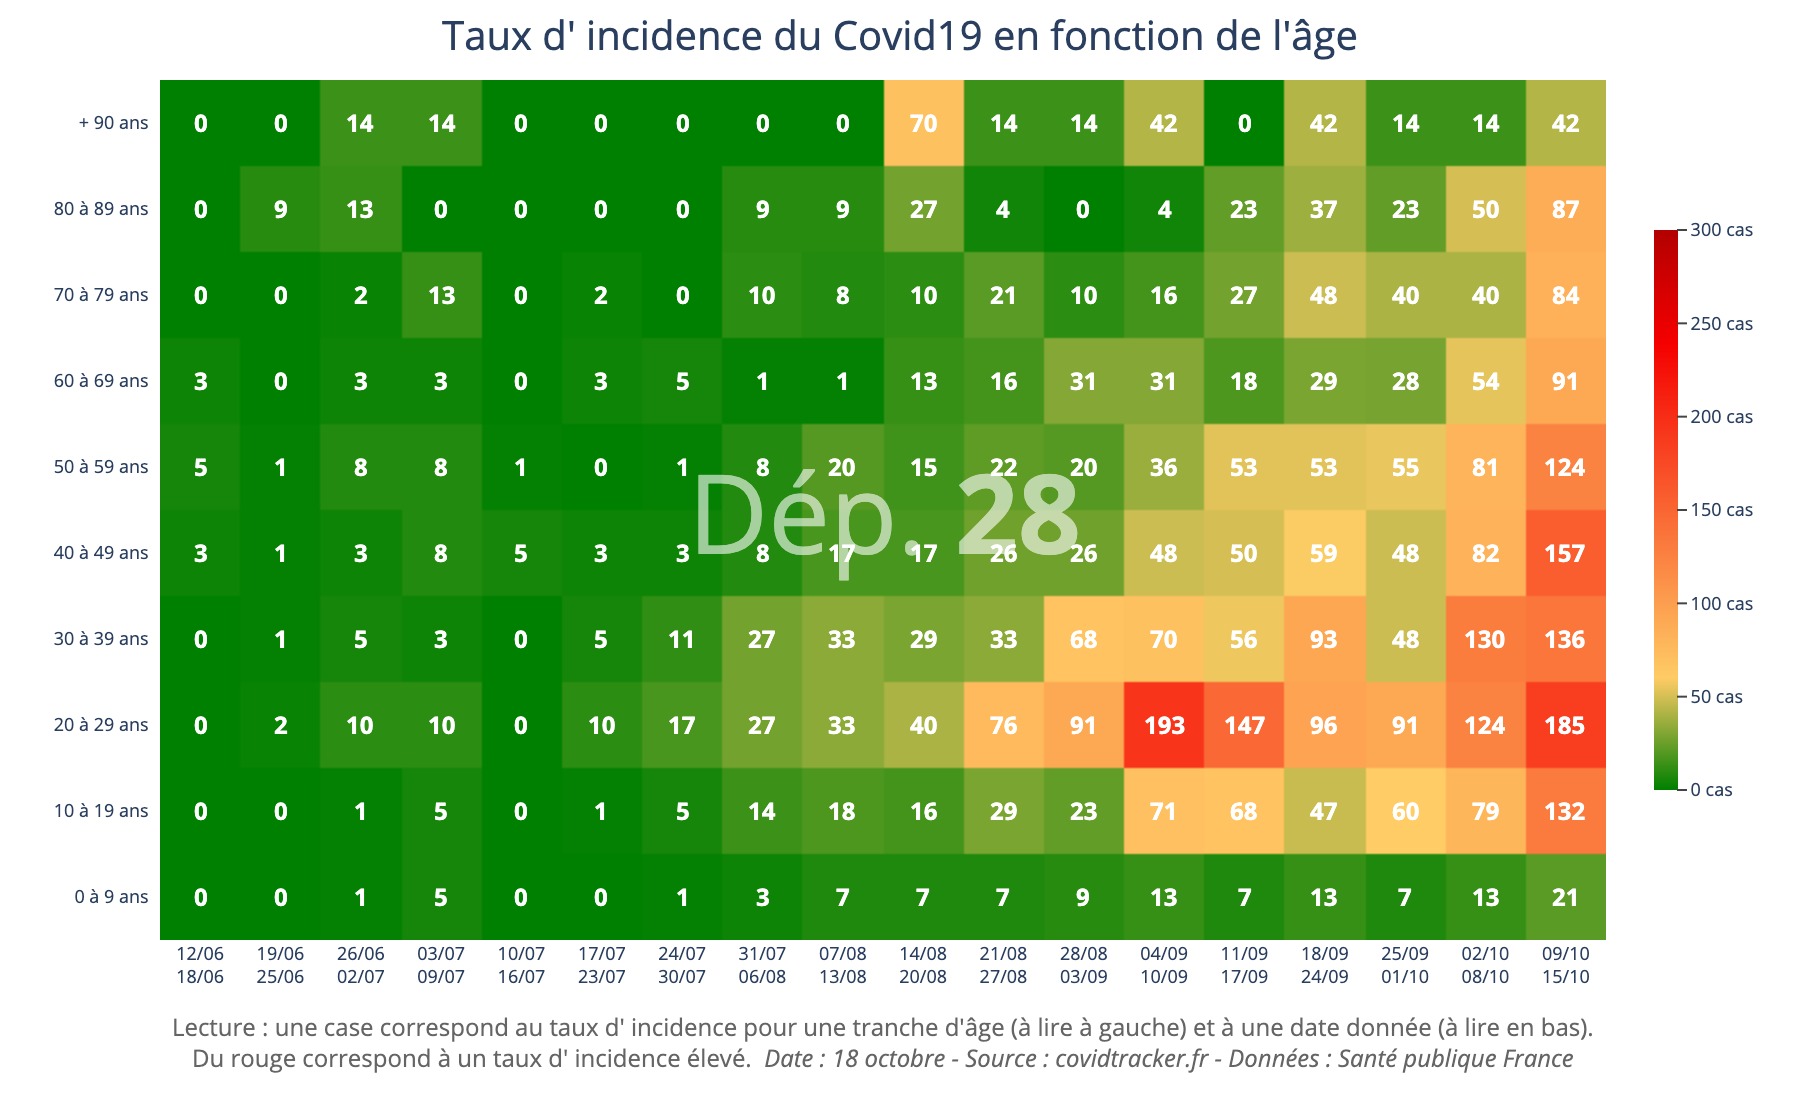 Taux d' incidence du Covid19 en fonction de l'âge
+ 90 ans 0 0 14 14 0 0 0 0 0 70 14 14 42 0 42 14 14 42
80 à 89 ans 0 9 13 0 0 0 0 9 9 27 4 0 4 23 37 23 50 87
300 cas
70 à 79 ans 0 0 2 13 0 2 0 10 8 10 21 10 16 27 48 40 40 84
250 cas
60 à 69 ans 3 0 3 3 0 3 5 1 1 13 16 31 31 18 29 28 54 91
200 cas
50 à 59 ans 5 1 8 8 1 0 1 8 20 15 22 20 36 53 53 55 81 124
Dép. 28
150 cas
40 à 49 ans 3 1 3 8 5 3 3 8 17 17 26 26 48 50 59 48 82 157
100 cas
30 à 39 ans 0 1 5 3 0 5 11 27 33 29 33 68 70 56 93 48 130 136
50 cas
20 à 29 ans 0 2 10 10 0 10 17 27 33 40 76 91 193 147 96 91 124 185
0 cas
10 à 19 ans 0 0 1 5 0 1 5 14 18 16 29 23 71 68 47 60 79 132
0 à 9 ans 0 0 1 5 0 0 1 3 7 7 7 9 13 7 13 7 13 21
12/06 19/06 26/06 03/07 10/07 17/07 24/07 31/07 07/08 14/08 21/08 28/08 04/09 11/09 18/09 25/09 02/10 09/10
18/06 25/06 02/07 09/07 16/07 23/07 30/07 06/08 13/08 20/08 27/08 03/09 10/09 17/09 24/09 01/10 08/10 15/10
Lecture : une case correspond au taux d' incidence pour une tranche d'âge (à lire à gauche) et à une date donnée (à lire en bas).
Du rouge correspond à un taux d' incidence élevé. Date : 18 octobre - Source : covidtracker.fr - Données : Santé publique France